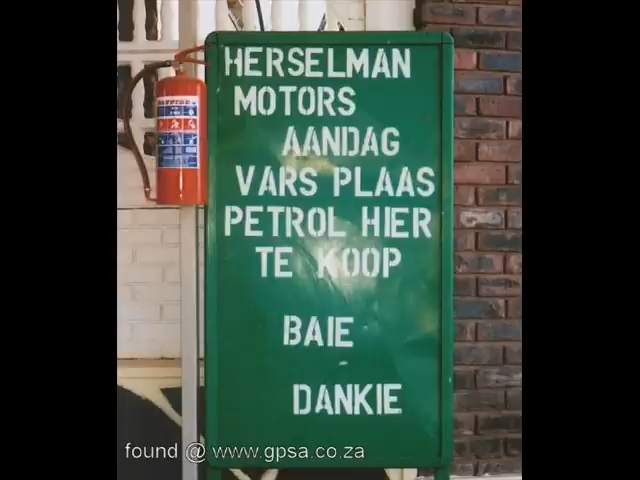 HERSELMAN
MOTORS
AANDAG
VARS PLAAS
PETROL HIER
TE KOOP
BAIE
DANKIE
found @ www.gpsa.co.za